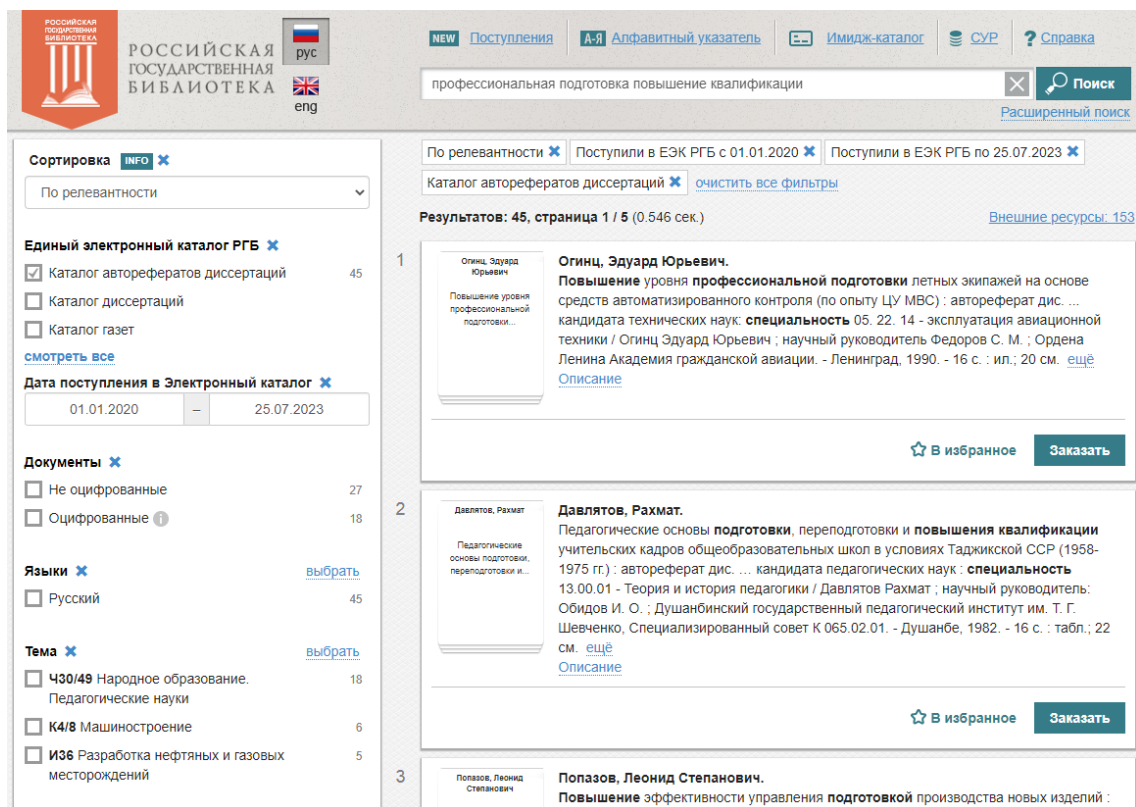 РОССИЙСКАЯ
ГОСУДАРСТВЕННАЯ
БИБЛИОТЕКА
РОССИЙСКАЯ
ГОСУДАРСТВЕННАЯ
БИБЛИОТЕКА
рус
eng
NEW Поступления
А-Я Алфавитный указатель
Имидж-каталог
СУР
? Справка
профессиональная подготовка повышение квалификации
Поиск
Расширенный поиск
Сортировка INFO
По релевантности
Единый электронный каталог РГБ
Каталог авторефератов диссертаций 45
Каталог диссертаций
Каталог газет
смотреть все
Дата поступления в Электронный каталог
01.01.2020 – 25.07.2023
Документы
Не оцифрованные 27
Оцифрованные 18
Языки выбрать
Русский 45
Тема выбрать
Ч30/49 Народное образование. 18
Педагогические науки
К4/8 Машиностроение 6
И36 Разработка нефтяных и газовых 5
месторождений
По релевантности Поступили в ЕЭК РГБ с 01.01.2020 Поступили в ЕЭК РГБ по 25.07.2023
Каталог авторефератов диссертаций очистить все фильтры
Результатов: 45, страница 1 / 5 (0.546 сек.) Внешние ресурсы: 153
1
Огинц, Эдуард
Юрьевич
Повышение уровня
профессиональной
подготовки...
Огинц, Эдуард Юрьевич.
Повышение уровня профессиональной подготовки летных экипажей на основе
средств автоматизированного контроля (по опыту ЦУ МВС) : автореферат дис. ...
кандидата технических наук: специальность 05. 22. 14 - эксплуатация авиационной
техники / Огинц Эдуард Юрьевич ; научный руководитель Федоров С. М. ; Ордена
Ленина Академия гражданской авиации. - Ленинград, 1990. - 16 с. : ил.; 20 см. ещё
Описание
В избранное Заказать
2
Давлятов, Рахмат
Педагогические
основы подготовки,
переподготовки и...
Давлятов, Рахмат.
Педагогические основы подготовки, переподготовки и повышения квалификации
учительских кадров общеобразовательных школ в условиях Таджикской ССР (1958-
1975 гг.) : автореферат дис. ... кандидата педагогических наук : специальность
13.00.01 - Теория и история педагогики / Давлятов Рахмат ; научный руководитель:
Обидов И. О. ; Душанбинский государственный педагогический институт им. Т. Г.
Шевченко, Специализированный совет К 065.02.01. - Душанбе, 1982. - 16 с. : табл.; 22
см. ещё
Описание
В избранное Заказать
3
Попазов, Леонид
Степанович
Попазов, Леонид Степанович.
Повышение эффективности управления подготовкой производства новых изделий :